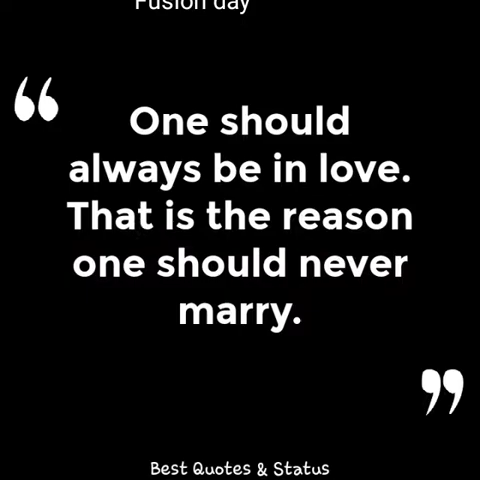 Fusion day
“
One should
always be in love.
That is the reason
one should never
marry.
”
Best Quotes & Status